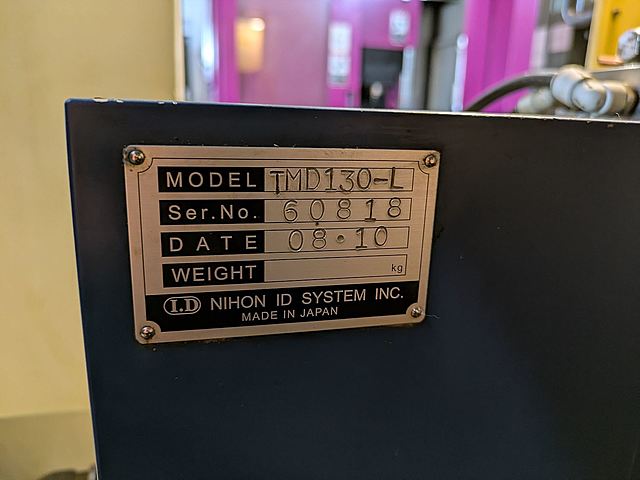 MODEL TMD130-L
Ser.No. 60818
DATE 08・10
WEIGHT kg
I.D NIHON ID SYSTEM INC.
MADE IN JAPAN